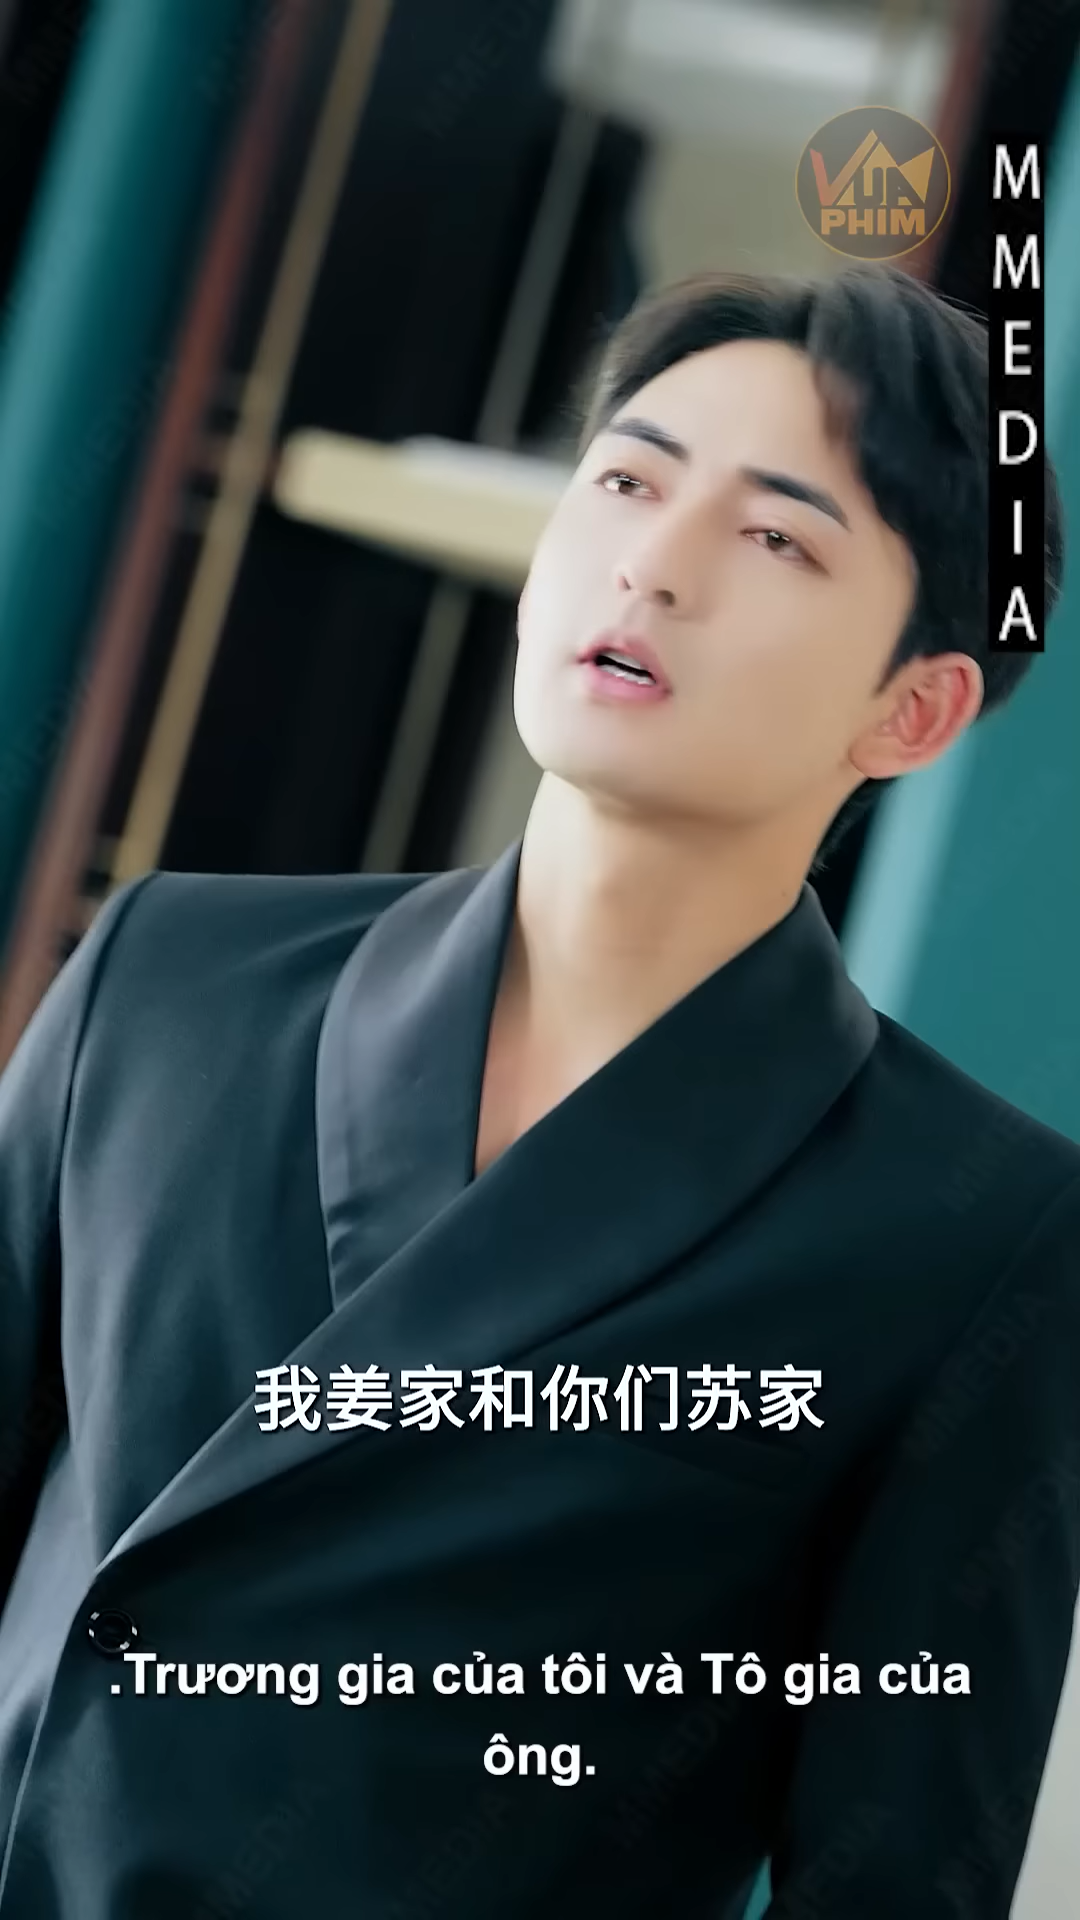 VUA
PHIM
MMEDIA
我姜家和你们苏家
.Trương gia của tôi và Tô gia của
ông.